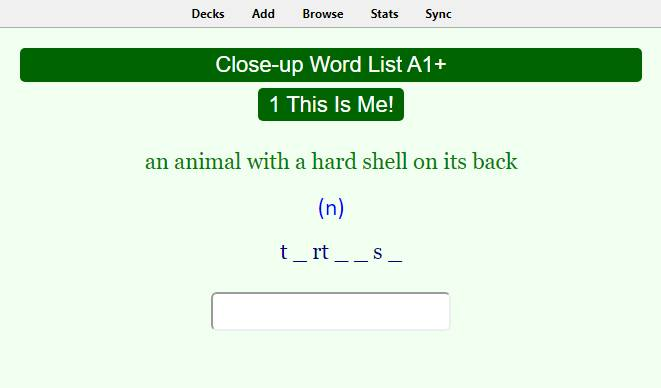 Decks Add Browse Stats Sync
Close-up Word List A1+
1 This Is Me!
an animal with a hard shell on its back
(n)
t _ rt _ _ s _